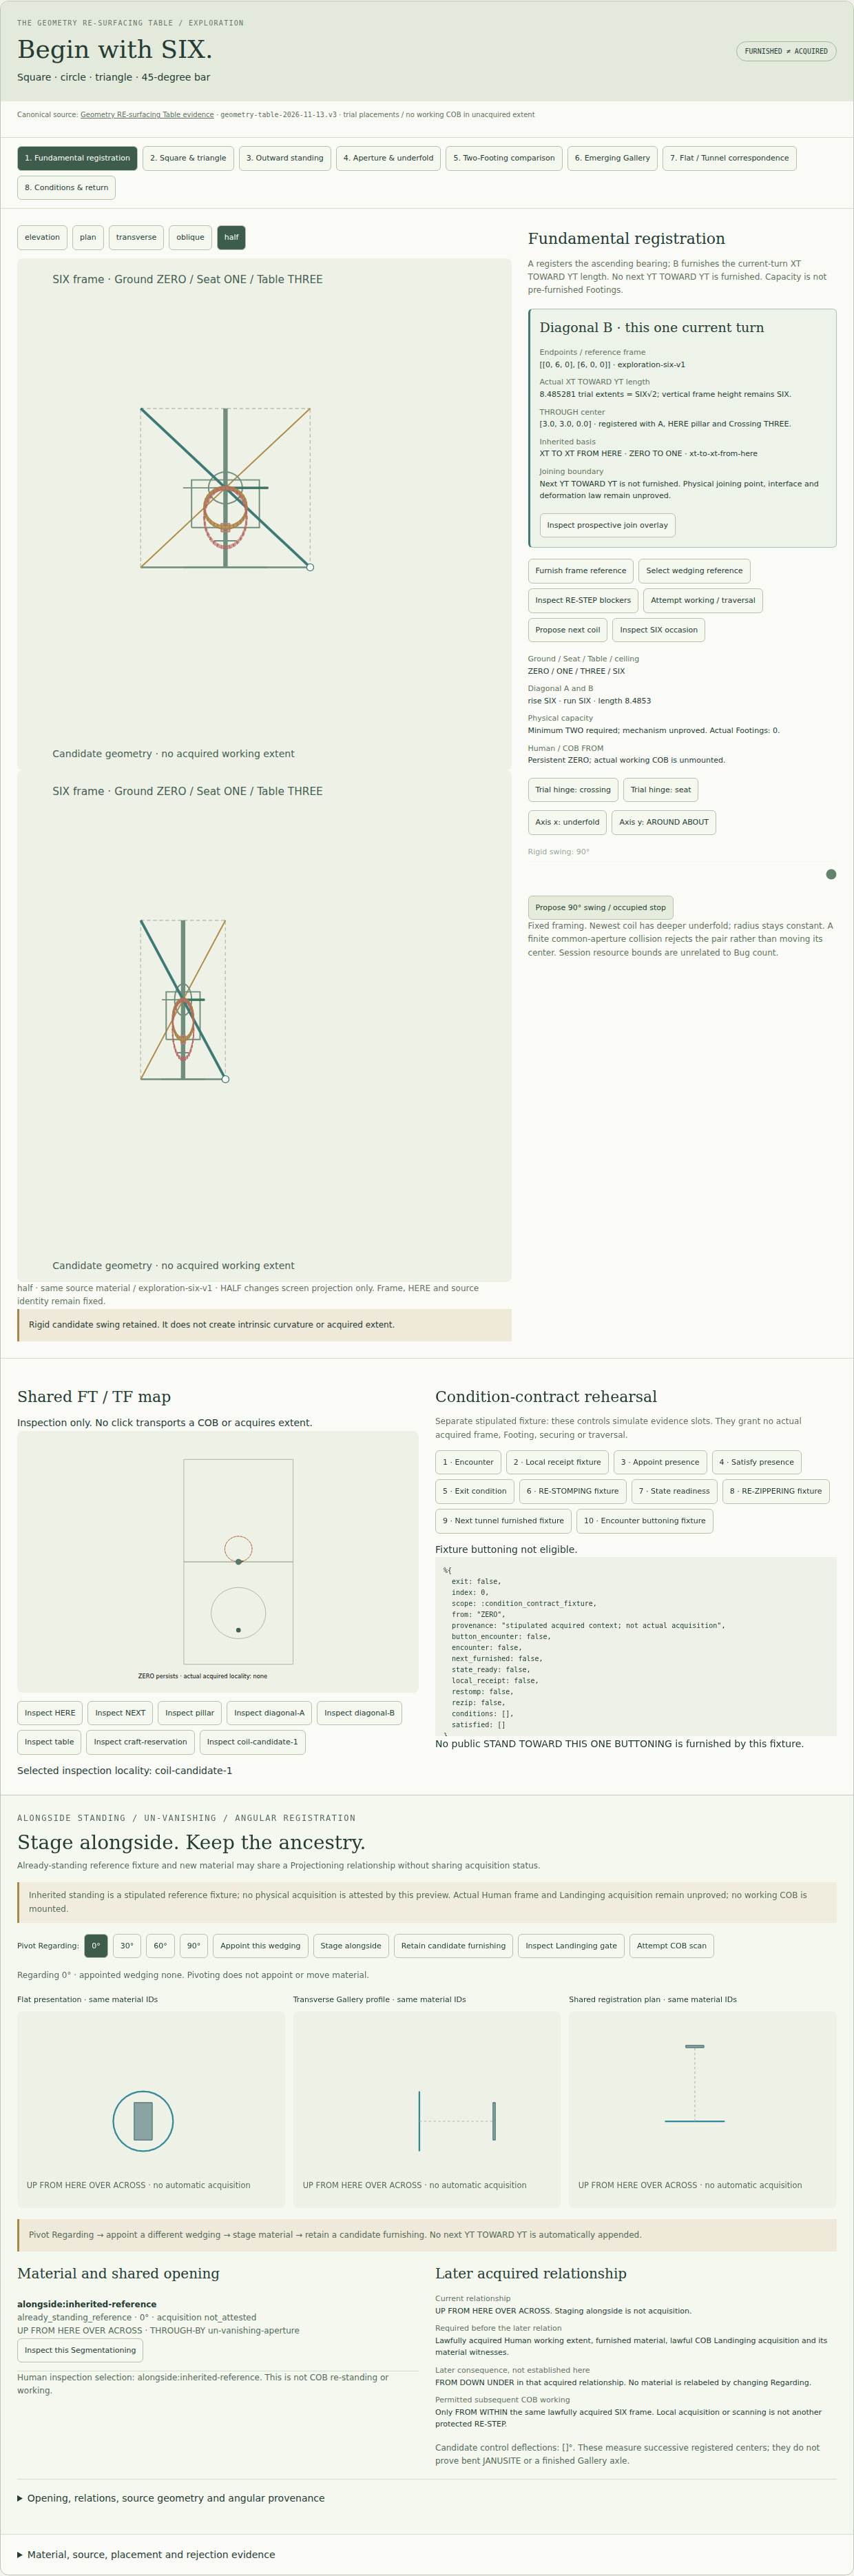 THE GEOMETRY RE-SURFACING TABLE / EXPLORATION
Begin with SIX.
Square · circle · triangle · 45-degree bar
FURNISHED ≠ ACQUIRED
Canonical source: Geometry RE-surfacing Table evidence · geometry-table-2026-11-13.v3 · trial placements / no working COB in unacquired extent
1. Fundamental registration
2. Square & triangle
3. Outward standing
4. Aperture & underfold
5. Two-Footing comparison
6. Emerging Gallery
7. Flat / Tunnel correspondence
8. Conditions & return
elevation
plan
transverse
oblique
half
SIX frame · Ground ZERO / Seat ONE / Table THREE
Candidate geometry · no acquired working extent
SIX frame · Ground ZERO / Seat ONE / Table THREE
Candidate geometry · no acquired working extent
half · same source material / exploration-six-v1 · HALF changes screen projection only. Frame, HERE and source
identity remain fixed.
Rigid candidate swing retained. It does not create intrinsic curvature or acquired extent.
Fundamental registration
A registers the ascending bearing; B furnishes the current-turn XT
TOWARD YT length. No next YT TOWARD YT is furnished. Capacity is not
pre-furnished Footings.
Diagonal B · this one current turn
Endpoints / reference frame
[[0, 6, 0], [6, 0, 0]] · exploration-six-v1
Actual XT TOWARD YT length
8.485281 trial extents = SIX√2; vertical frame height remains SIX.
THROUGH center
[3.0, 3.0, 0.0] · registered with A, HERE pillar and Crossing THREE.
Inherited basis
XT TO XT FROM HERE · ZERO TO ONE · xt-to-xt-from-here
Joining boundary
Next YT TOWARD YT is not furnished. Physical joining point, interface and
deformation law remain unproved.
Inspect prospective join overlay
Furnish frame reference
Select wedging reference
Inspect RE-STEP blockers
Attempt working / traversal
Propose next coil
Inspect SIX occasion
Ground / Seat / Table / ceiling
ZERO / ONE / THREE / SIX
Diagonal A and B
rise SIX · run SIX · length 8.4853
Physical capacity
Minimum TWO required; mechanism unproved. Actual Footings: 0.
Human / COB FROM
Persistent ZERO; actual working COB is unmounted.
Trial hinge: crossing
Trial hinge: seat
Axis x: underfold
Axis y: AROUND ABOUT
Rigid swing: 90°
Propose 90° swing / occupied stop
Fixed framing. Newest coil has deeper underfold; radius stays constant. A
finite common-aperture collision rejects the pair rather than moving its
center. Session resource bounds are unrelated to Bug count.
Shared FT / TF map
Inspection only. No click transports a COB or acquires extent.
ZERO persists · actual acquired locality: none
Inspect HERE
Inspect NEXT
Inspect pillar
Inspect diagonal-A
Inspect diagonal-B
Inspect table
Inspect craft-reservation
Inspect coil-candidate-1
Selected inspection locality: coil-candidate-1
Condition-contract rehearsal
Separate stipulated fixture: these controls simulate evidence slots. They grant no actual
acquired frame, Footing, securing or traversal.
1 · Encounter
2 · Local receipt fixture
3 · Appoint presence
4 · Satisfy presence
5 · Exit condition
6 · RE-STOMPING fixture
7 · State readiness
8 · RE-ZIPPERING fixture
9 · Next tunnel furnished fixture
10 · Encounter buttoning fixture
Fixture buttoning not eligible.
%{
exit: false,
index: 0,
scope: :condition_contract_fixture,
from: "ZERO",
provenance: "stipulated acquired context; not actual acquisition",
button_encounter: false,
encounter: false,
next_furnished: false,
state_ready: false,
local_receipt: false,
restomp: false,
rezip: false,
conditions: [],
satisfied: []
}
No public STAND TOWARD THIS ONE BUTTONING is furnished by this fixture.
ALONGSIDE STANDING / UN-VANISHING / ANGULAR REGISTRATION
Stage alongside. Keep the ancestry.
Already-standing reference fixture and new material may share a Projectioning relationship without sharing acquisition status.
Inherited standing is a stipulated reference fixture; no physical acquisition is attested by this preview. Actual Human frame and Landinging acquisition remain unproved; no working COB is
mounted.
Pivot Regarding:
0°
30°
60°
90°
Appoint this wedging
Stage alongside
Retain candidate furnishing
Inspect Landinging gate
Attempt COB scan
Regarding 0° · appointed wedging none. Pivoting does not appoint or move material.
Flat presentation · same material IDs
Transverse Gallery profile · same material IDs
Shared registration plan · same material IDs
UP FROM HERE OVER ACROSS · no automatic acquisition
UP FROM HERE OVER ACROSS · no automatic acquisition
UP FROM HERE OVER ACROSS · no automatic acquisition
Pivot Regarding → appoint a different wedging → stage material → retain a candidate furnishing. No next YT TOWARD YT is automatically appended.
Material and shared opening
alongside:inherited-reference
already_standing_reference · 0° · acquisition not_attested
UP FROM HERE OVER ACROSS · THROUGH-BY un-vanishing-aperture
Inspect this Segmentationing
Human inspection selection: alongside:inherited-reference. This is not COB re-standing or
working.
Later acquired relationship
Current relationship
UP FROM HERE OVER ACROSS. Staging alongside is not acquisition.
Required before the later relation
Lawfully acquired Human working extent, furnished material, lawful COB Landinging acquisition and its
material witnesses.
Later consequence, not established here
FROM DOWN UNDER in that acquired relationship. No material is relabeled by changing Regarding.
Permitted subsequent COB working
Only FROM WITHIN the same lawfully acquired SIX frame. Local acquisition or scanning is not another
protected RE-STEP.
Candidate control deflections: []°. These measure successive registered centers; they do not
prove bent JANUSITE or a finished Gallery axle.
▶ Opening, relations, source geometry and angular provenance
▶ Material, source, placement and rejection evidence